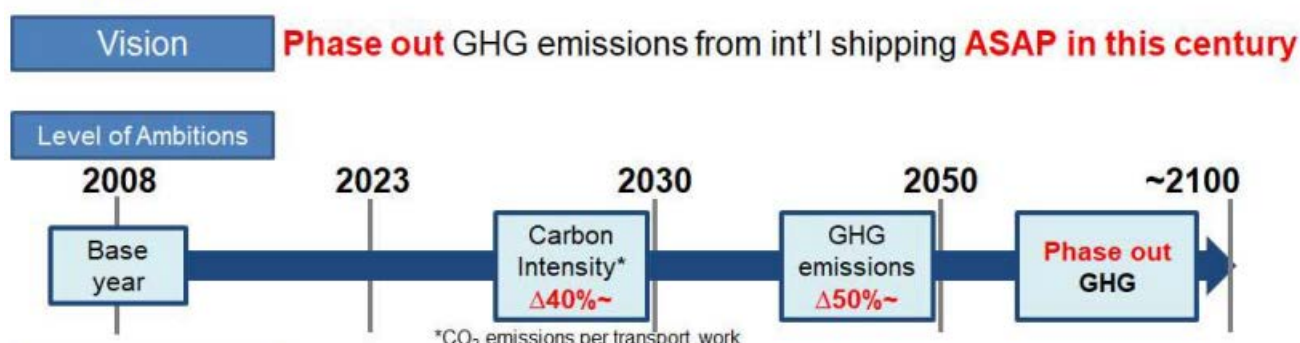 Vision
Phase out GHG emissions from int'l shipping ASAP in this century
Level of Ambitions
2008 2023 2030 2050 ~2100
Base
year
Carbon
Intensity*
Δ40%~
GHG
emissions
Δ50%~
Phase out
GHG
*CO₂ emissions per transport work